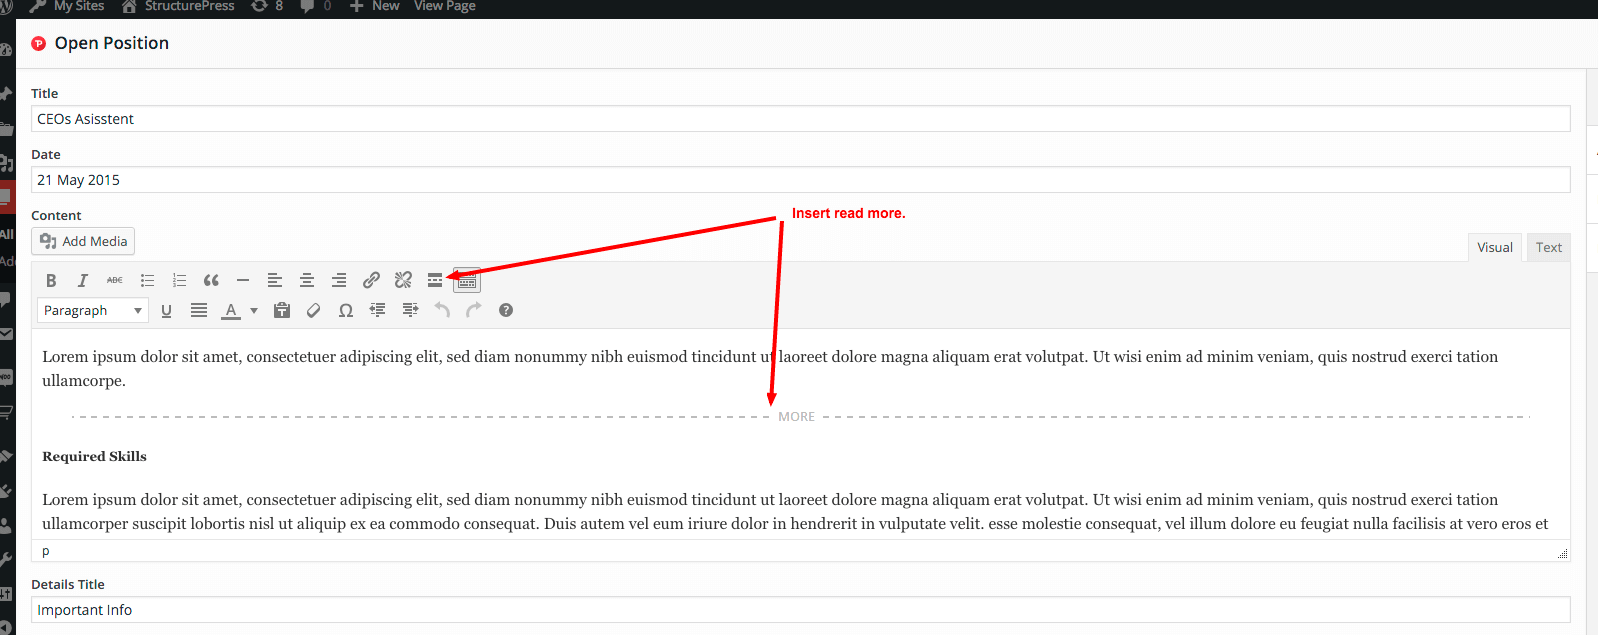 My Sites StructurePress 8 0 New View Page
Open Position
Title
CEOs Asisstent
Date
21 May 2015
Insert read more.
Content
Add Media
Visual Text
B I ABC
Paragraph U A Ω ?
Lorem ipsum dolor sit amet, consectetuer adipiscing elit, sed diam nonummy nibh euismod tincidunt ut laoreet dolore magna aliquam erat volutpat. Ut wisi enim ad minim veniam, quis nostrud exerci tation
ullamcorpe.
MORE
Required Skills
Lorem ipsum dolor sit amet, consectetuer adipiscing elit, sed diam nonummy nibh euismod tincidunt ut laoreet dolore magna aliquam erat volutpat. Ut wisi enim ad minim veniam, quis nostrud exerci tation
ullamcorper suscipit lobortis nisl ut aliquip ex ea commodo consequat. Duis autem vel eum iriure dolor in hendrerit in vulputate velit. esse molestie consequat, vel illum dolore eu feugiat nulla facilisis at vero eros et
p
Details Title
Important Info
All